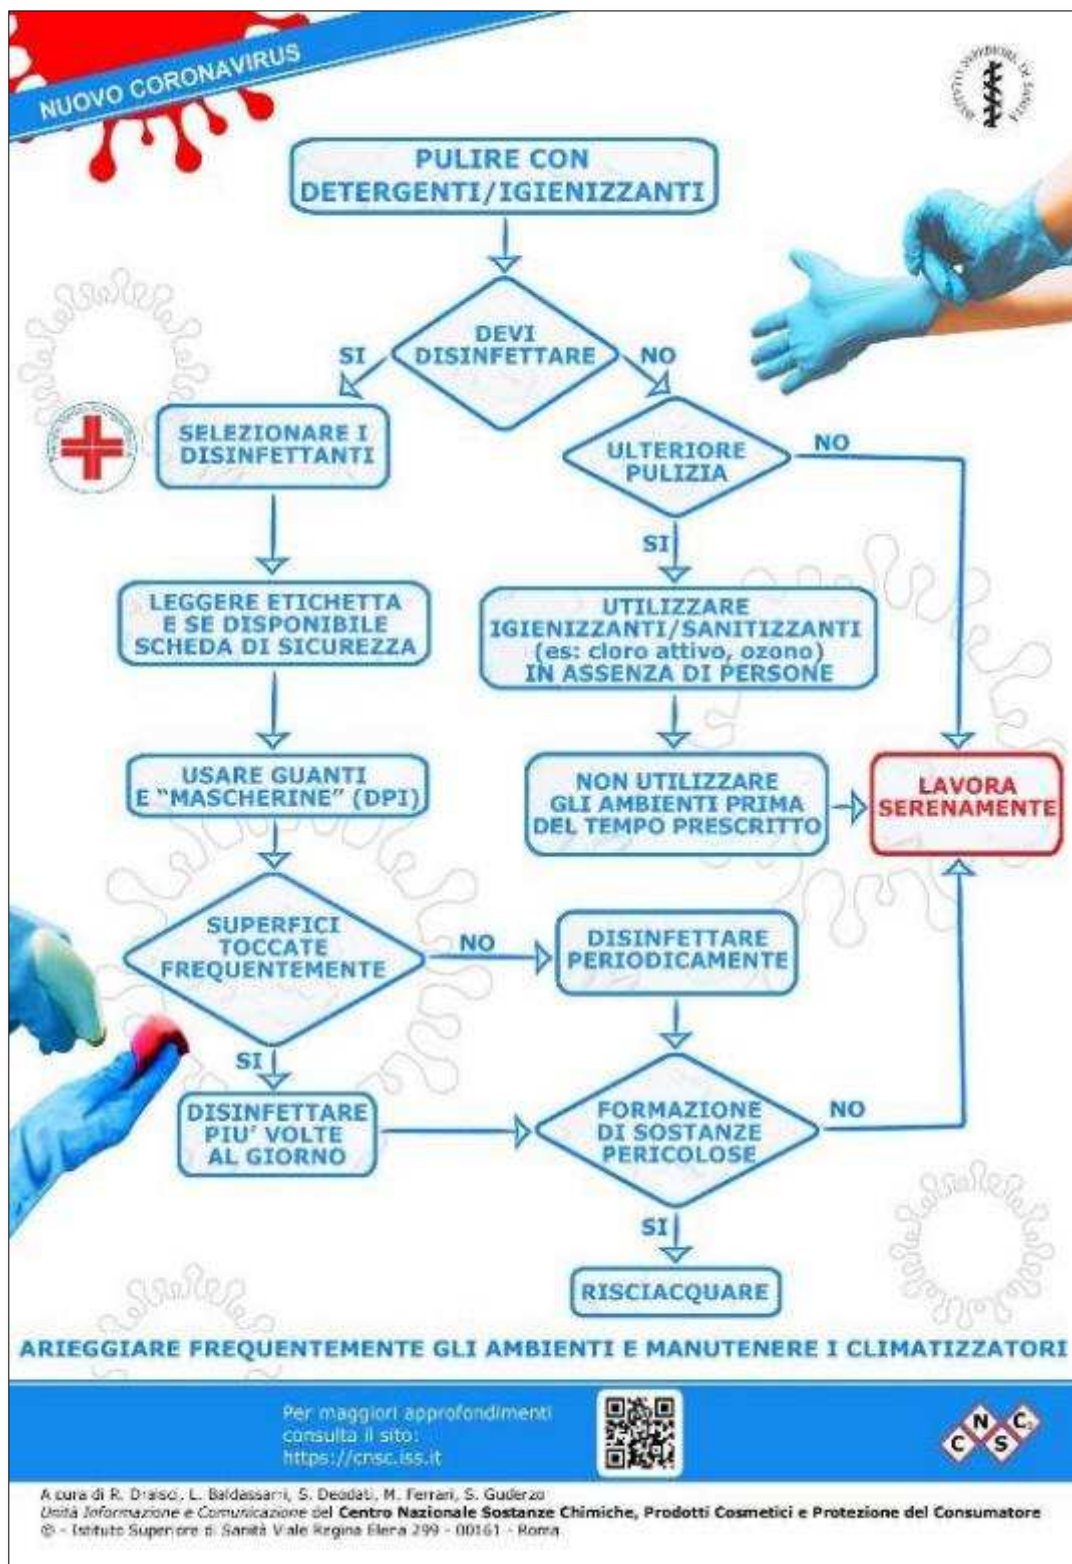 NUOVO CORONAVIRUS
ISTITUTO SUPERIORE DI SANITÀ
PULIRE CON
DETERGENTI/IGIENIZZANTI
DEVI
DISINFETTARE
SI
NO
SELEZIONARE I
DISINFETTANTI
ULTERIORE
PULIZIA
NO
SI
LEGGERE ETICHETTA
E SE DISPONIBILE
SCHEDA DI SICUREZZA
UTILIZZARE
IGIENIZZANTI/SANITIZZANTI
(es: cloro attivo, ozono)
IN ASSENZA DI PERSONE
USARE GUANTI
E “MASCHERINE” (DPI)
NON UTILIZZARE
GLI AMBIENTI PRIMA
DEL TEMPO PRESCRITTO
LAVORA
SERENAMENTE
SUPERFICI
TOCCATE
FREQUENTEMENTE
NO
DISINFETTARE
PERIODICAMENTE
SI
DISINFETTARE
PIU’ VOLTE
AL GIORNO
FORMAZIONE
DI SOSTANZE
PERICOLOSE
NO
SI
RISCIACQUARE
ARIEGGIARE FREQUENTEMENTE GLI AMBIENTI E MANUTENERE I CLIMATIZZATORI
Per maggiori approfondimenti
consulta il sito:
https://cnsc.iss.it
C N S C
A cura di R. Draisci, L. Baldassarri, S. Deodati, M. Ferrari, S. Guderzo
Unità Informazione e Comunicazione del Centro Nazionale Sostanze Chimiche, Prodotti Cosmetici e Protezione del Consumatore
© - Istituto Superiore di Sanità Viale Regina Elena 299 - 00161 - Roma